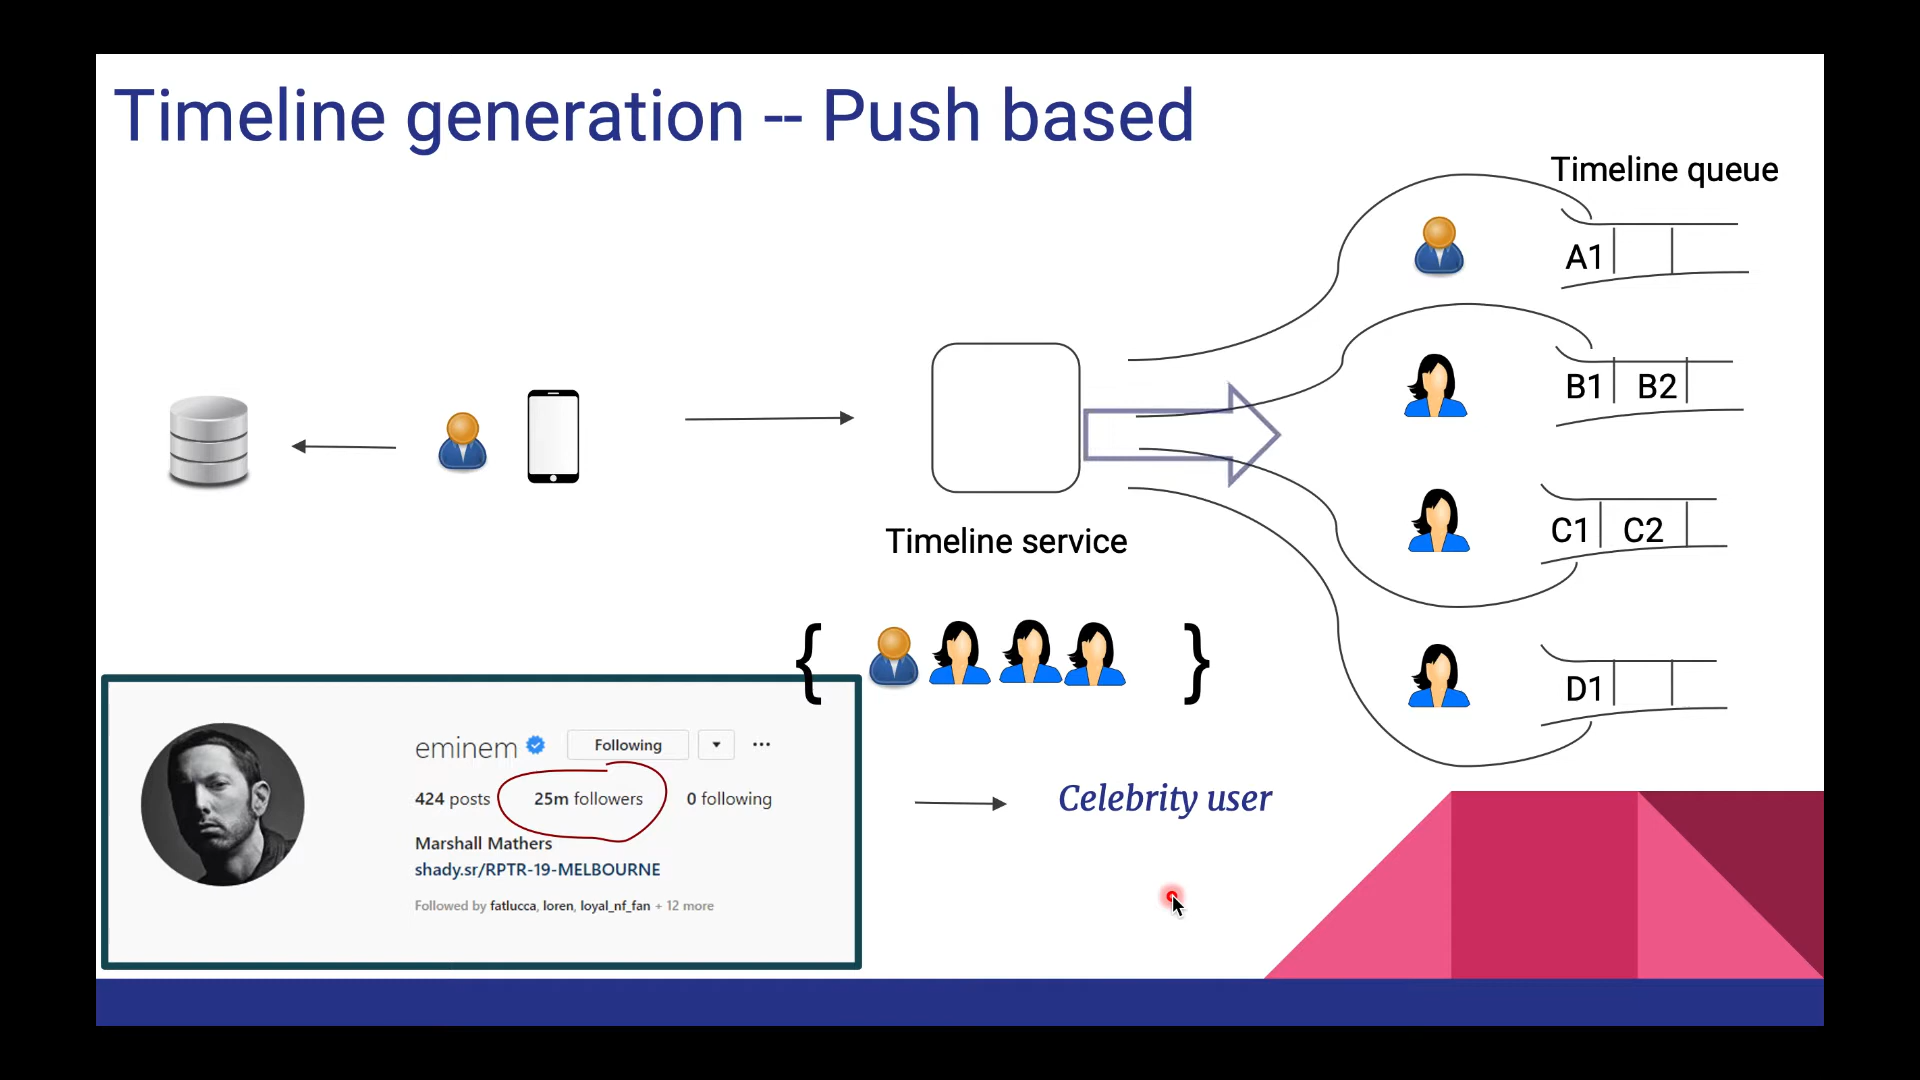 Timeline generation -- Push based
Timeline queue
A1
B1 B2
C1 C2
D1
Timeline service
{ }
eminem Following ...
424 posts 25m followers 0 following
Marshall Mathers
shady.sr/RPTR-19-MELBOURNE
Followed by fatlucca, loren, loyal_nf_fan + 12 more
Celebrity user